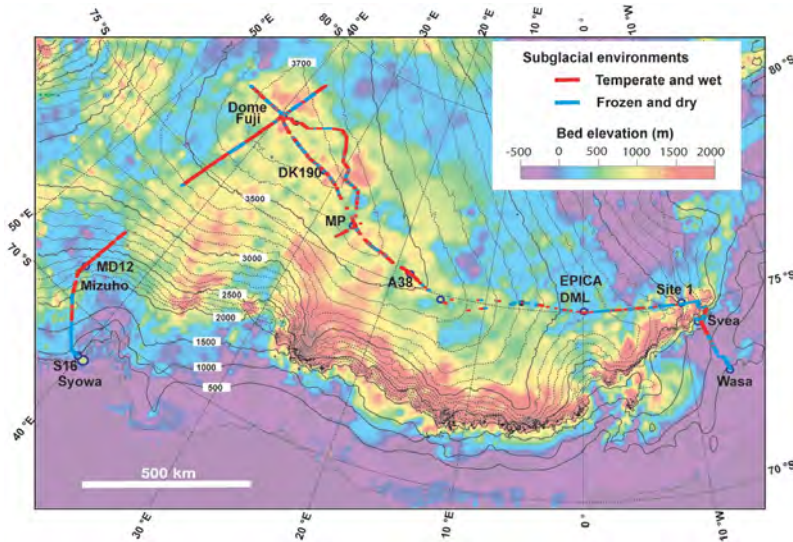 75 °S
50 °E
80 °S
40 °E
30 °E
20 °E
10 °E
0 °
10°W
80 °S
Subglacial environments
Temperate and wet
Frozen and dry
Bed elevation (m)
-500
0
500
1000
1500
2000
3700
Dome
Fuji
DK190
3500
MP
50 °E
70 °S
MD12
Mizuho
3000
2500
2000
1500
1000
500
A38
EPICA
DML
Site 1
75 °S
Svea
Wasa
S16
Syowa
40 °E
500 km
30 °E
20 °E
10 °E
0 °
10 °W
70 °S